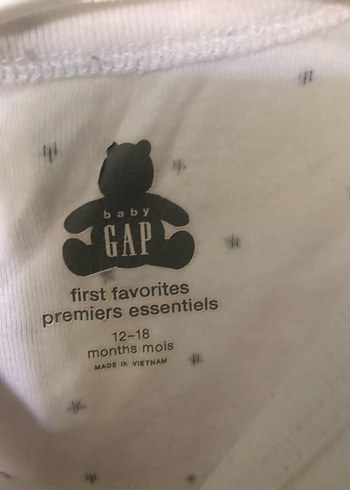 baby
GAP
first favorites
premiers essentiels
12-18
months mois
MADE IN VIETNAM